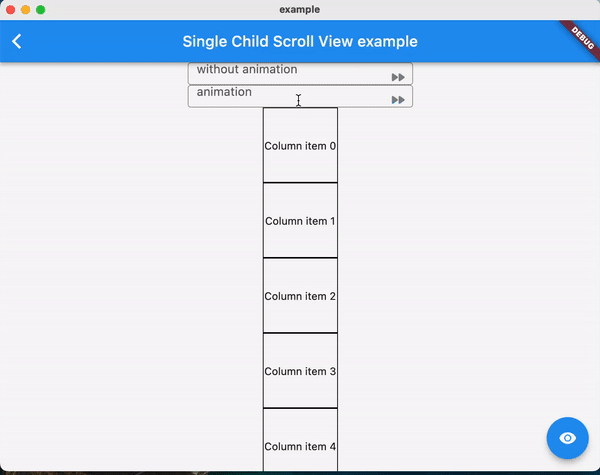 example
Single Child Scroll View example
DEBUG
without animation
animation
Column item 0
Column item 1
Column item 2
Column item 3
Column item 4